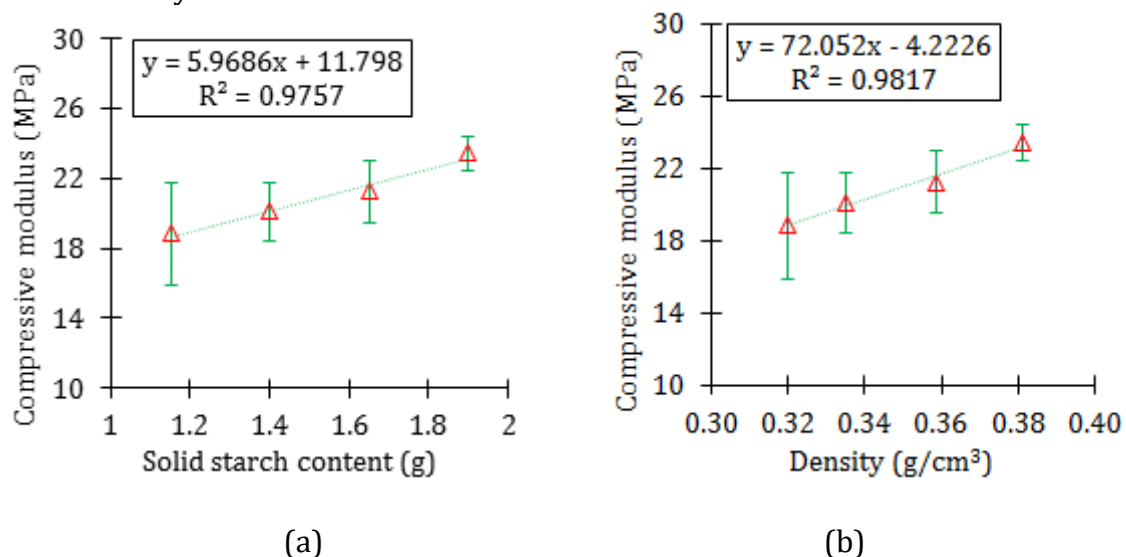 30
26
22
18
14
10
Compressive modulus (MPa)
y = 5.9686x + 11.798
R² = 0.9757
1 1.2 1.4 1.6 1.8 2
Solid starch content (g)
(a)
30
26
22
18
14
10
Compressive modulus (MPa)
y = 72.052x - 4.2226
R² = 0.9817
0.30 0.32 0.34 0.36 0.38 0.40
Density (g/cm³)
(b)